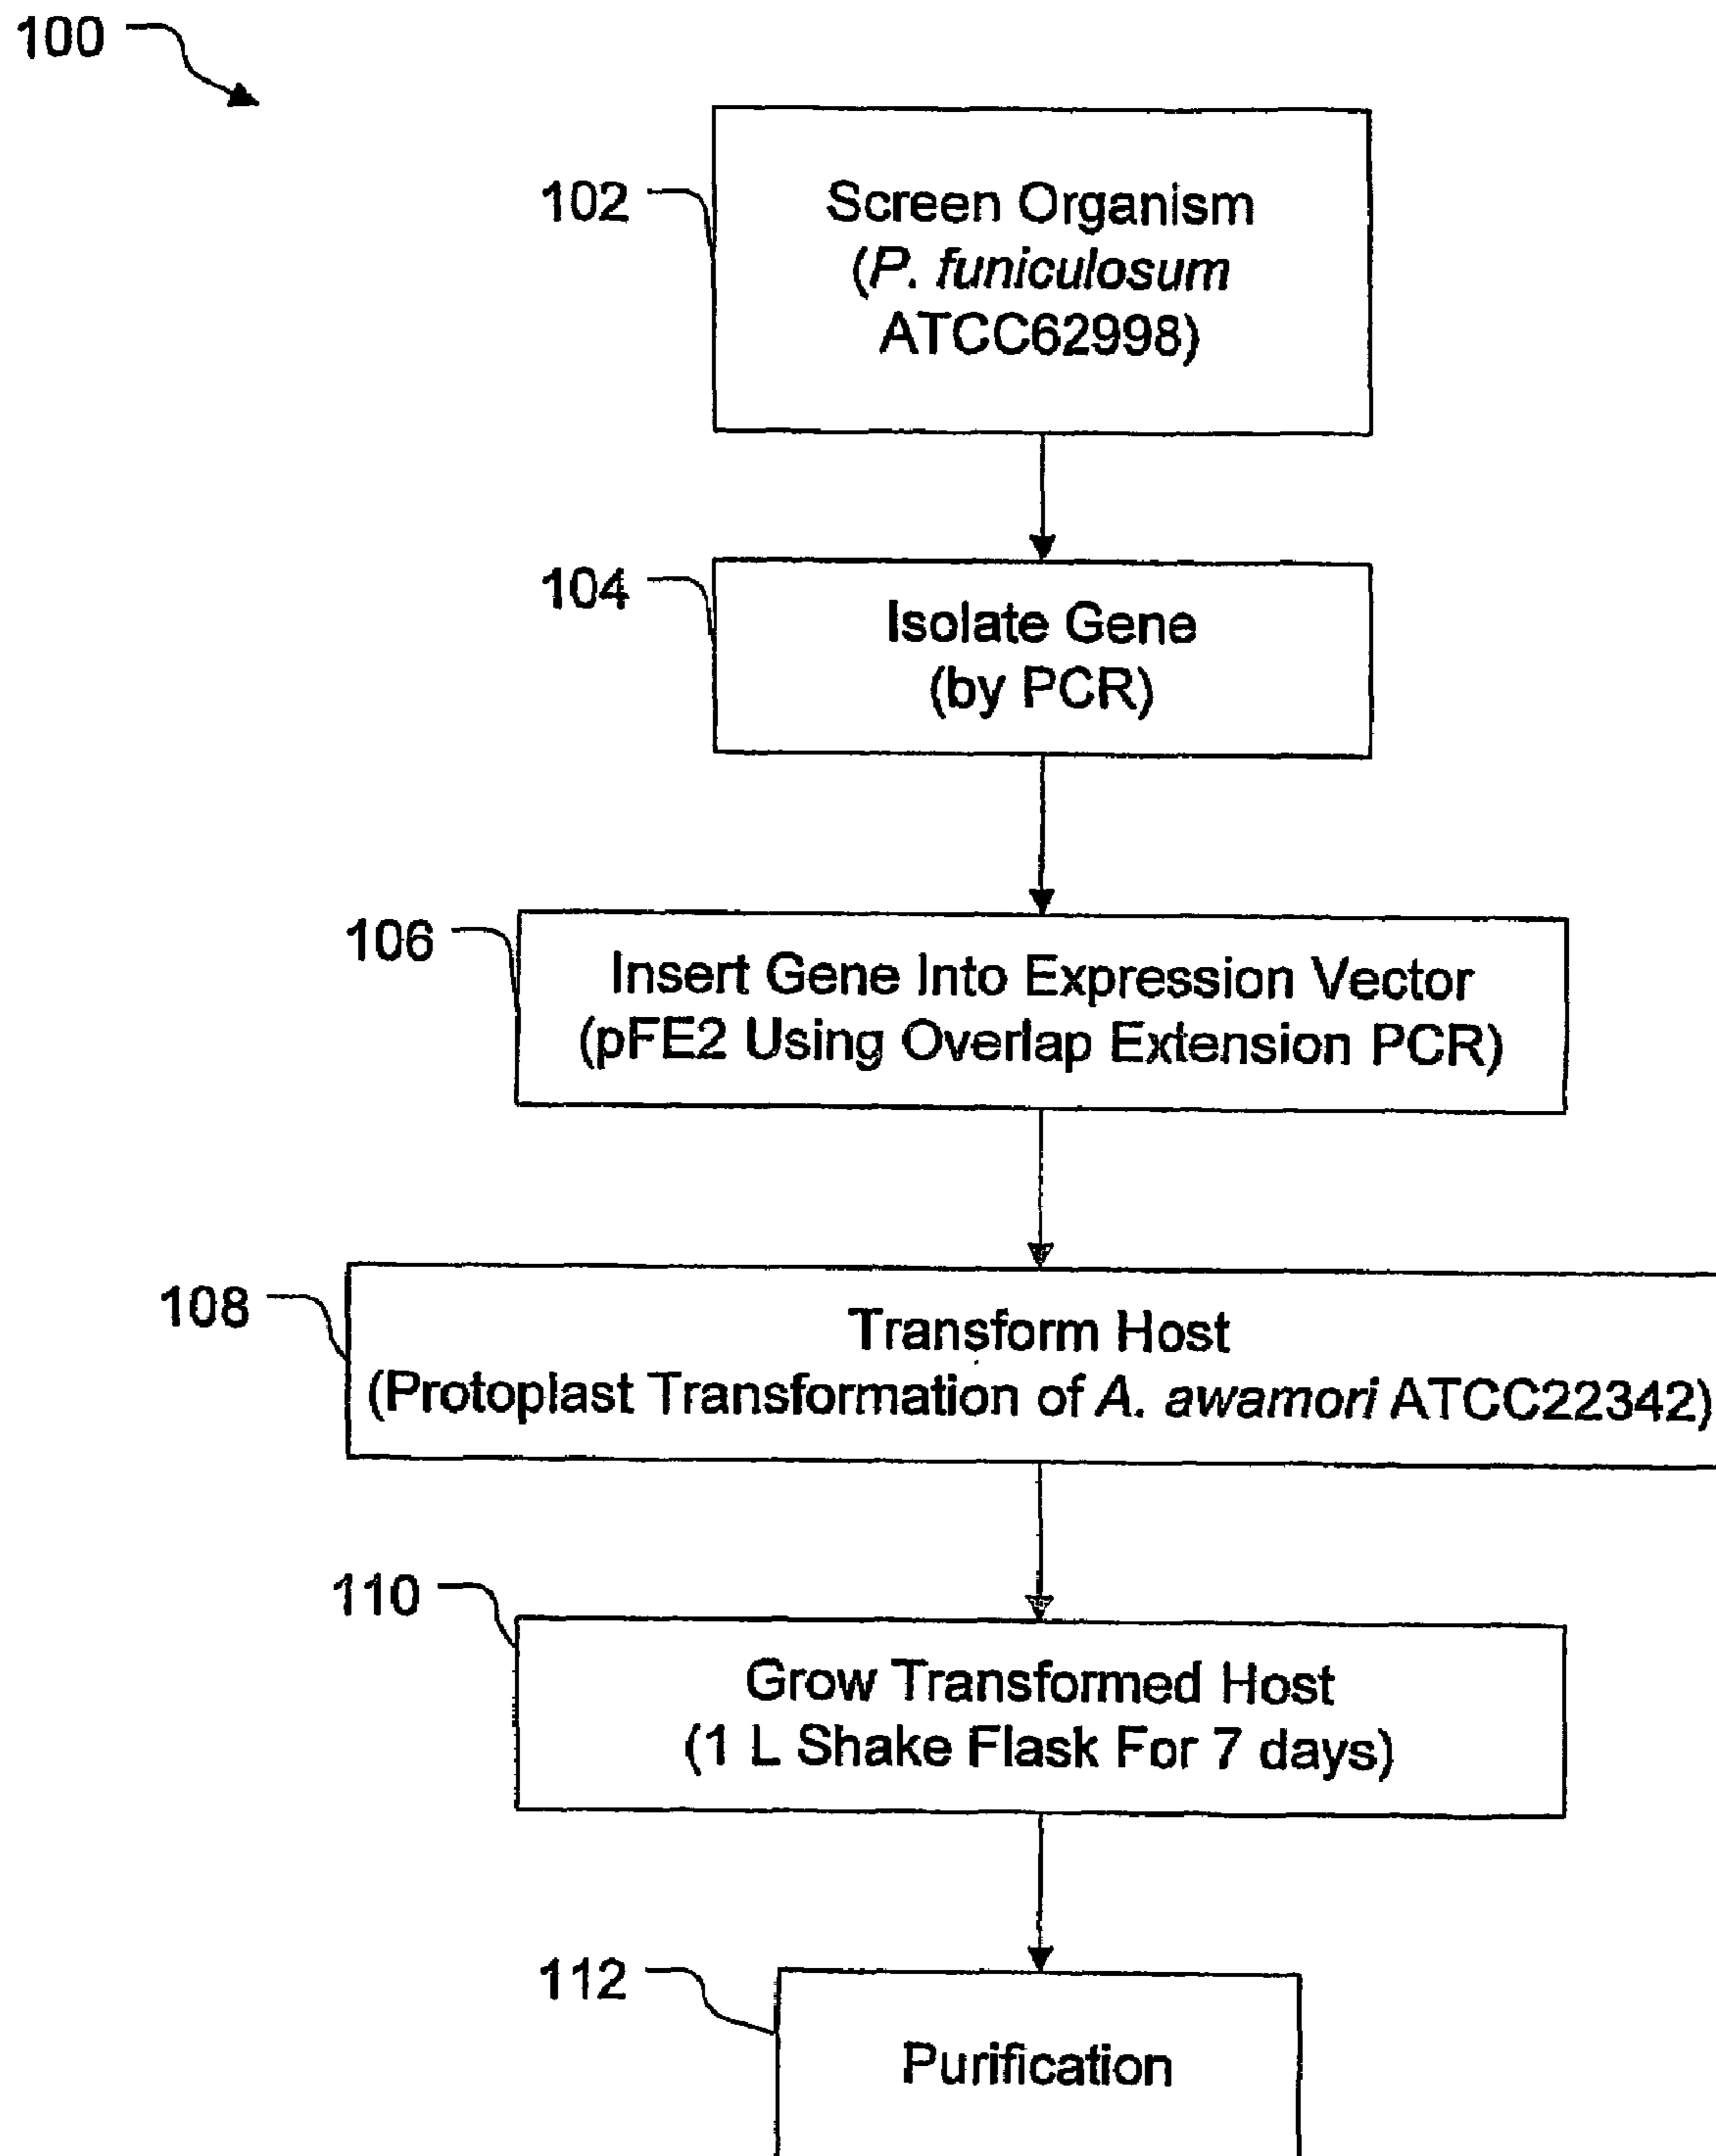 100
102
Screen Organism
(P. funiculosum
ATCC62998)
104
Isolate Gene
(by PCR)
106
Insert Gene Into Expression Vector
(pFE2 Using Overlap Extension PCR)
108
Transform Host
(Protoplast Transformation of A. awamori ATCC22342)
110
Grow Transformed Host
(1 L Shake Flask For 7 days)
112
Purification